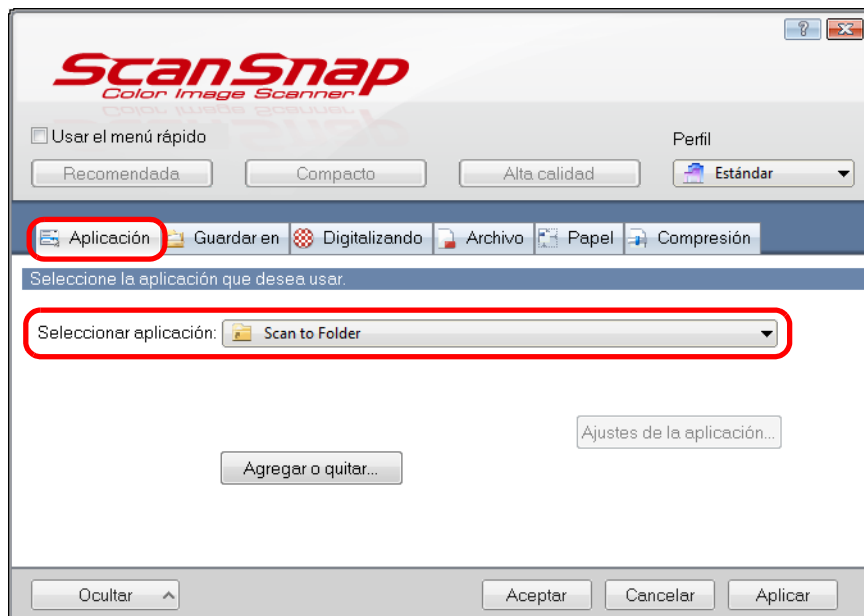 ScanSnap
Color Image Scanner
Usar el menú rápido
Perfil
Recomendada Compacto Alta calidad Estándar
Aplicación Guardar en Digitalizando Archivo Papel Compresión
Seleccione la aplicación que desea usar.
Seleccionar aplicación: Scan to Folder
Ajustes de la aplicación...
Agregar o quitar...
Ocultar Aceptar Cancelar Aplicar